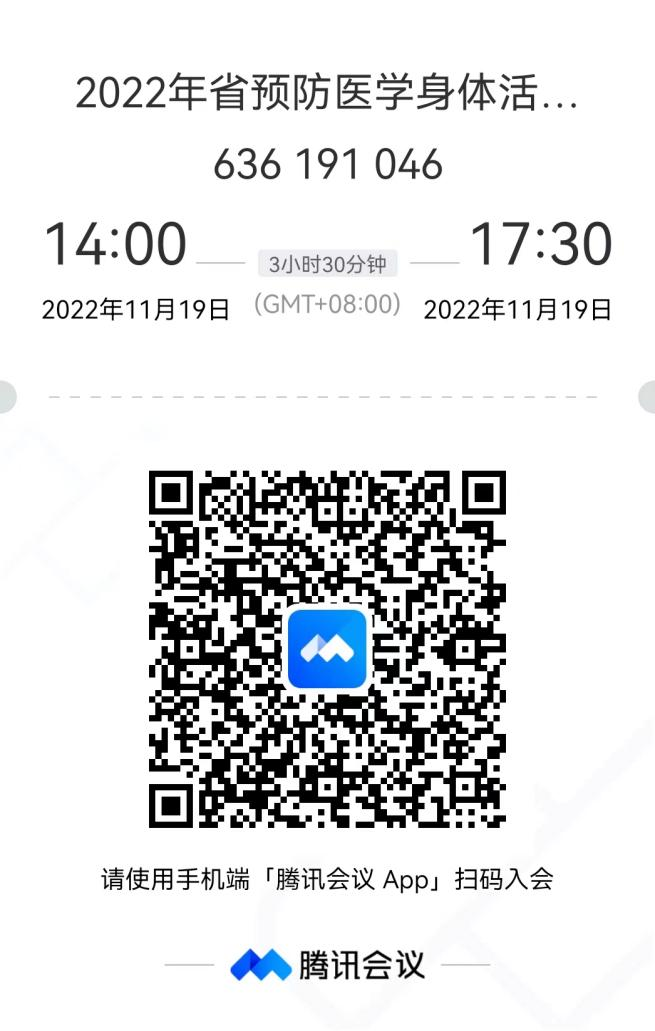 2022年省预防医学身体活...
636 191 046
14:00
3小时30分钟
17:30
2022年11月19日
(GMT+08:00)
2022年11月19日
请使用手机端「腾讯会议 App」扫码入会
腾讯会议